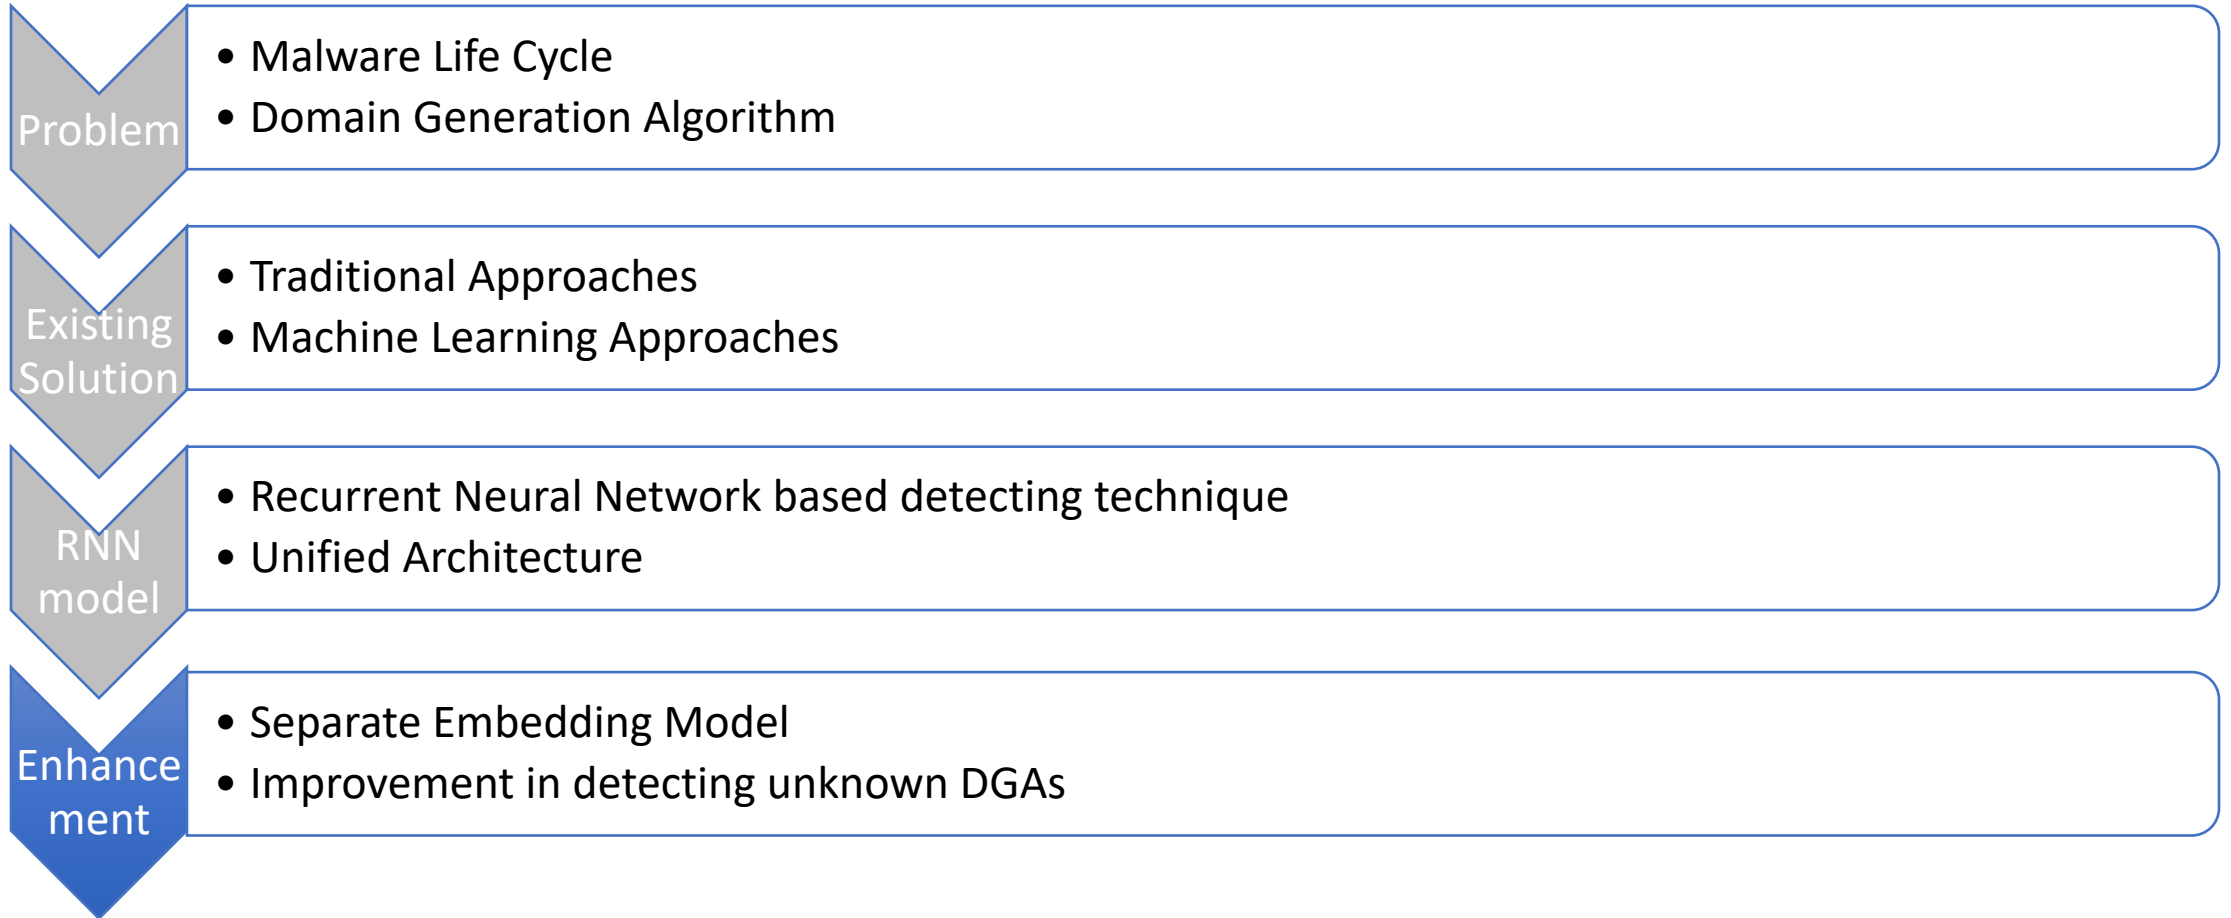 Problem
• Malware Life Cycle
• Domain Generation Algorithm
Existing
Solution
• Traditional Approaches
• Machine Learning Approaches
RNN
model
• Recurrent Neural Network based detecting technique
• Unified Architecture
Enhance
ment
• Separate Embedding Model
• Improvement in detecting unknown DGAs